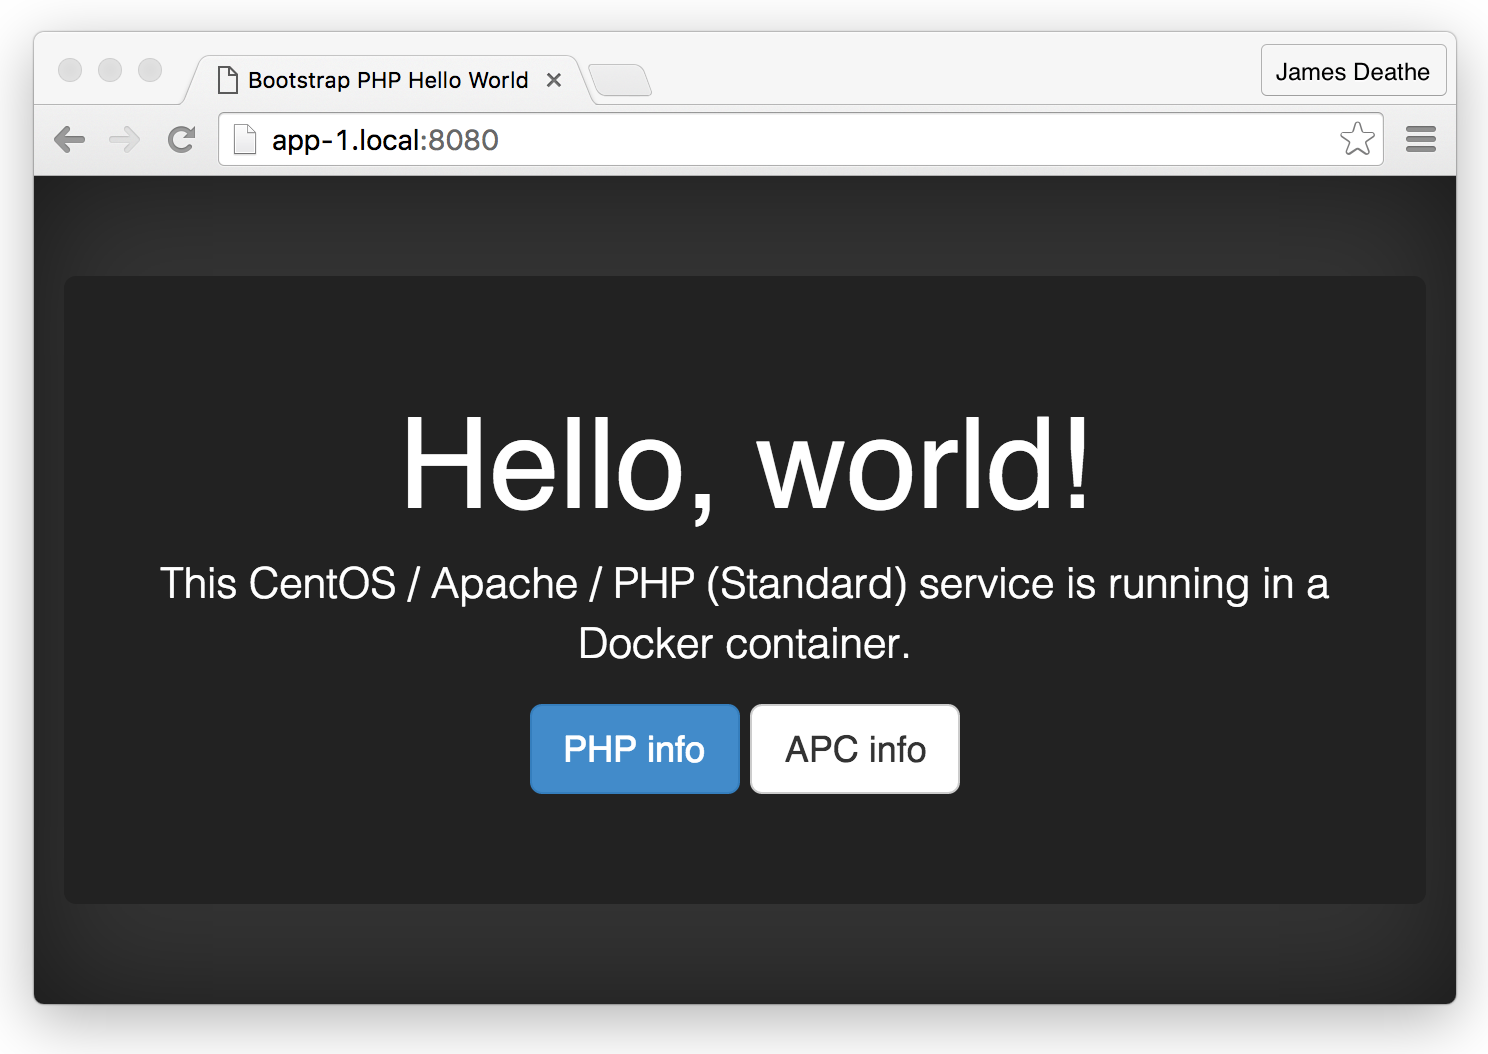 Bootstrap PHP Hello World
James Deathe
app-1.local:8080
Hello, world!
This CentOS / Apache / PHP (Standard) service is running in a
Docker container.
PHP info
APC info